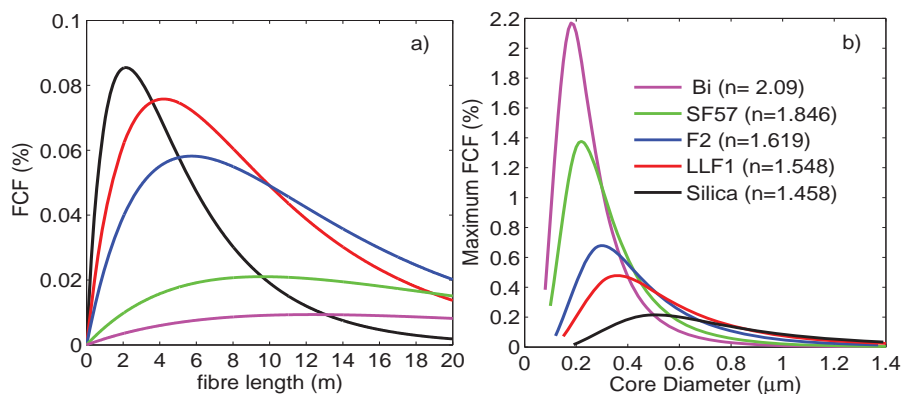 a)
FCF (%)
0.1
0.08
0.06
0.04
0.02
0
0 2 4 6 8 10 12 14 16 18 20
fibre length (m)
b)
Maximum FCF (%)
2.2
2
1.8
1.6
1.4
1.2
1
0.8
0.6
0.4
0.2
0
Bi (n= 2.09)
SF57 (n=1.846)
F2 (n=1.619)
LLF1 (n=1.548)
Silica (n=1.458)
0 0.2 0.4 0.6 0.8 1 1.2 1.4
Core Diameter (μm)